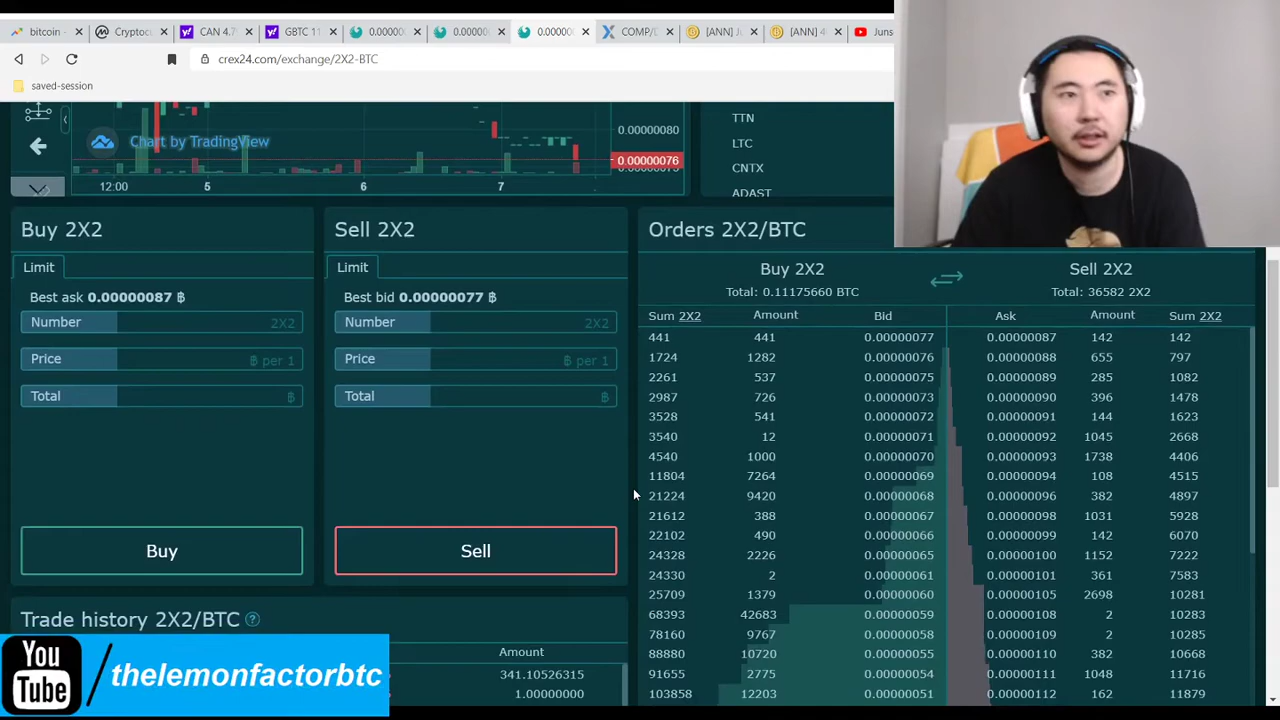 bitcoin -
Cryptoc
CAN 4.7
GBTC 11
0.00000
0.00000
0.00000
COMP/D
[ANN] J
[ANN] 4
Juns
crex24.com/exchange/2X2-BTC
saved-session
Chart by TradingView
0.00000080
0.00000076
12:00 5 6 7
TTN
LTC
CNTX
ADAST
Buy 2X2
Limit
Best ask 0.00000087 ฿
Number 2X2
Price ฿ per 1
Total ฿
Buy
Sell 2X2
Limit
Best bid 0.00000077 ฿
Number 2X2
Price ฿ per 1
Total ฿
Sell
Orders 2X2/BTC
Buy 2X2
Total: 0.11175660 BTC
Sell 2X2
Total: 36582 2X2
Sum 2X2 Amount Bid Ask Amount Sum 2X2
441 441 0.00000077 0.00000087 142 142
1724 1282 0.00000076 0.00000088 655 797
2261 537 0.00000075 0.00000089 285 1082
2987 726 0.00000073 0.00000090 396 1478
3528 541 0.00000072 0.00000091 144 1623
3540 12 0.00000071 0.00000092 1045 2668
4540 1000 0.00000070 0.00000093 1738 4406
11804 7264 0.00000069 0.00000094 108 4515
21224 9420 0.00000068 0.00000096 382 4897
21612 388 0.00000067 0.00000098 1031 5928
22102 490 0.00000066 0.00000099 142 6070
24328 2226 0.00000065 0.00000100 1152 7222
24330 2 0.00000061 0.00000101 361 7583
25709 1379 0.00000060 0.00000105 2698 10281
68393 42683 0.00000059 0.00000108 2 10283
78160 9767 0.00000058 0.00000109 2 10285
88880 10720 0.00000055 0.00000110 382 10668
91655 2775 0.00000054 0.00000111 1048 11716
103858 12203 0.00000051 0.00000112 162 11879
Trade history 2X2/BTC ?
Amount
341.10526315
1.00000000
You
Tube
/thelemonfactorbtc